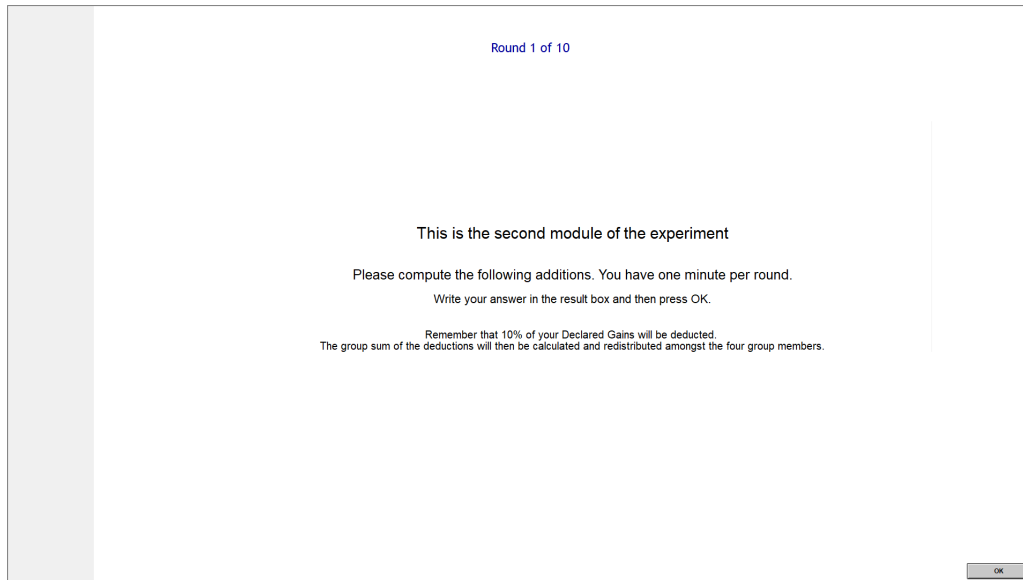 Round 1 of 10
This is the second module of the experiment
Please compute the following additions. You have one minute per round.
Write your answer in the result box and then press OK.
Remember that 10% of your Declared Gains will be deducted.
The group sum of the deductions will then be calculated and redistributed amongst the four group members.
OK